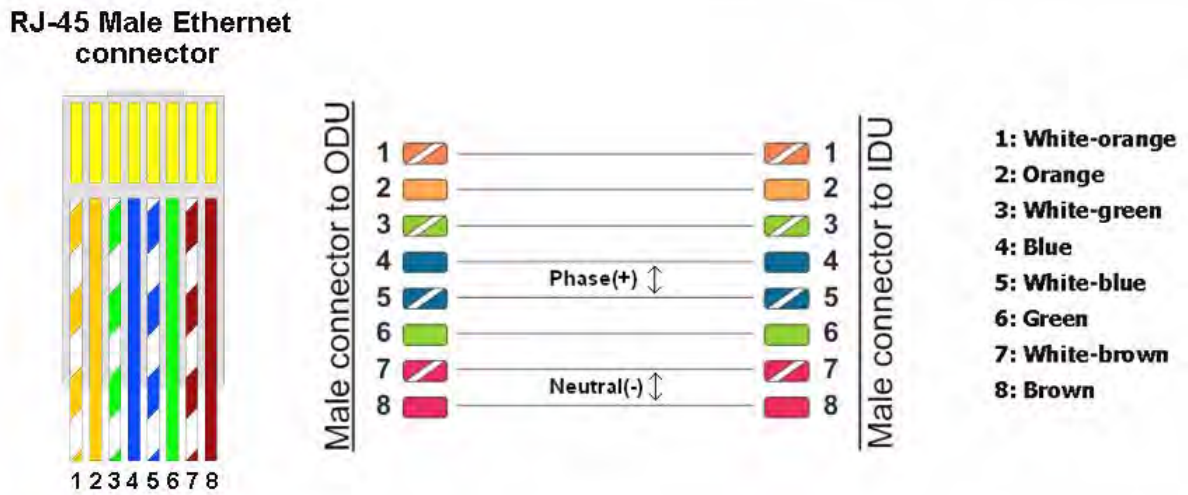 RJ-45 Male Ethernet
connector
1 2 3 4 5 6 7 8
Male connector to ODU
1
2
3
4
5
6
7
8
Phase(+)
Neutral(-)
1
2
3
4
5
6
7
8
Male connector to IDU
1: White-orange
2: Orange
3: White-green
4: Blue
5: White-blue
6: Green
7: White-brown
8: Brown